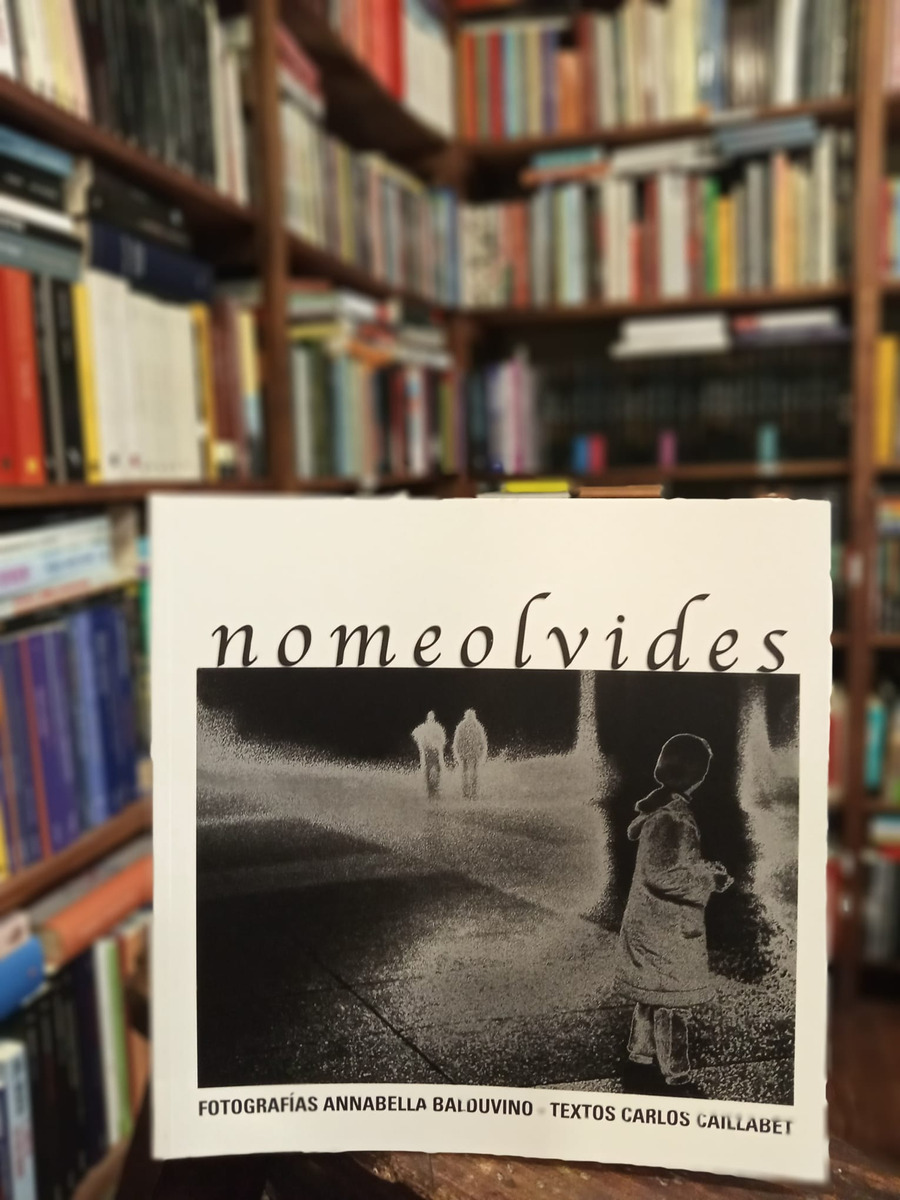 nomeolvides
FOTOGRAFÍAS ANNABELLA BALDUVINO - TEXTOS CARLOS CAILLABET